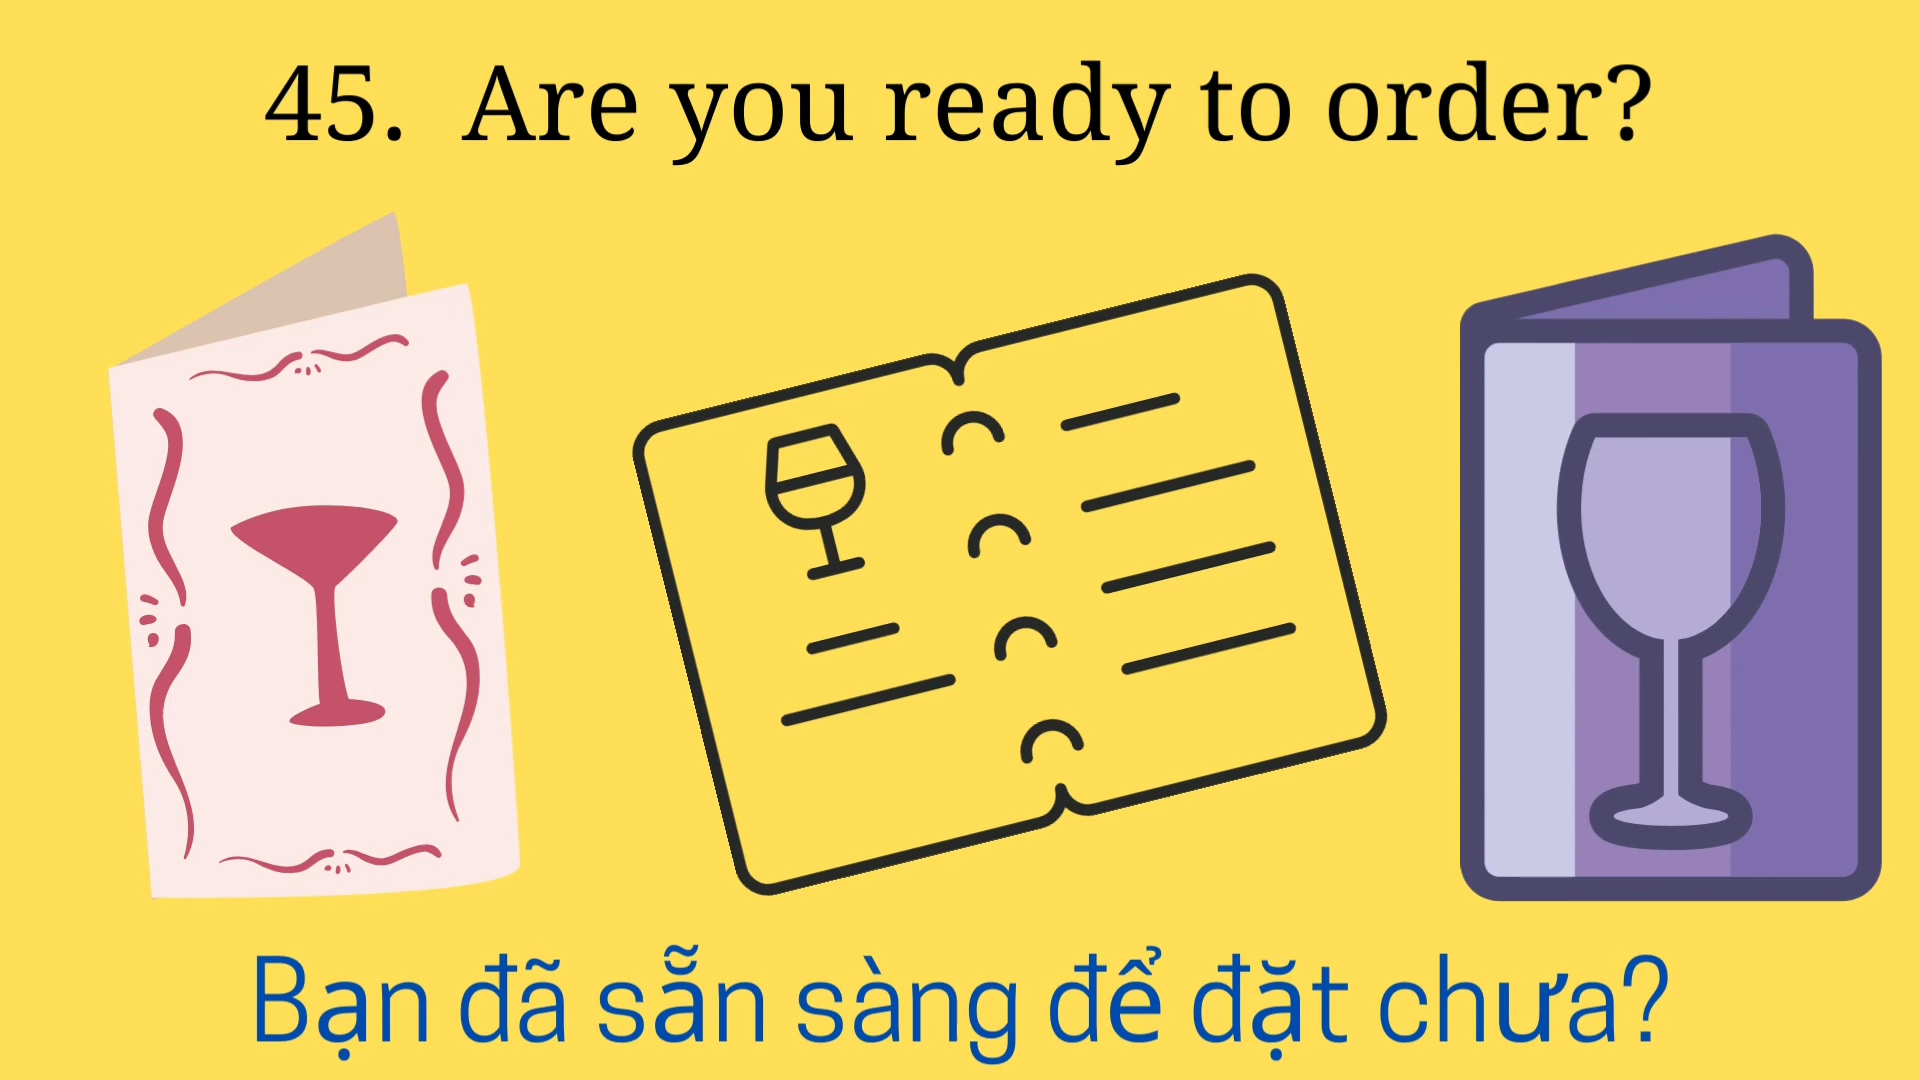 45. Are you ready to order?
Bạn đã sẵn sàng để đặt chưa?